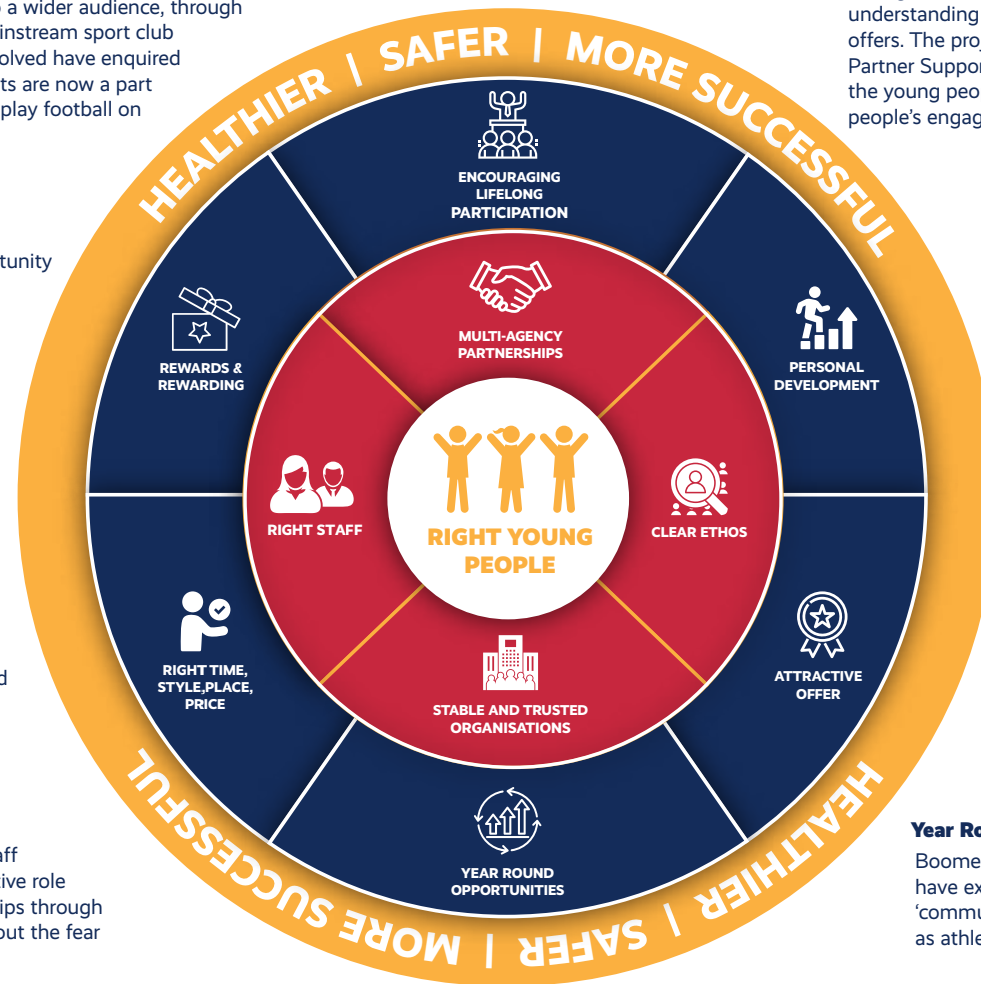 a wider audience, through
instream sport club
olved have enquired
ts are now a part
play football on
tunity
d
aff
tive role
ips through
out the fear
understanding
offers. The proj
Partner Suppor
the young peo
people's engag
HEALTHIER | SAFER | MORE SUCCESSFUL
ENCOURAGING
LIFELONG
PARTICIPATION
REWARDS &
REWARDING
PERSONAL
DEVELOPMENT
MULTI-AGENCY
PARTNERSHIPS
RIGHT STAFF
RIGHT YOUNG
PEOPLE
CLEAR ETHOS
STABLE AND TRUSTED
ORGANISATIONS
RIGHT TIME,
STYLE,PLACE,
PRICE
ATTRACTIVE
OFFER
YEAR ROUND
OPPORTUNITIES
HEALTHIER | SAFER | MORE SUCCESSFUL
Year Ro
Boome
have ex
'commu
as athle